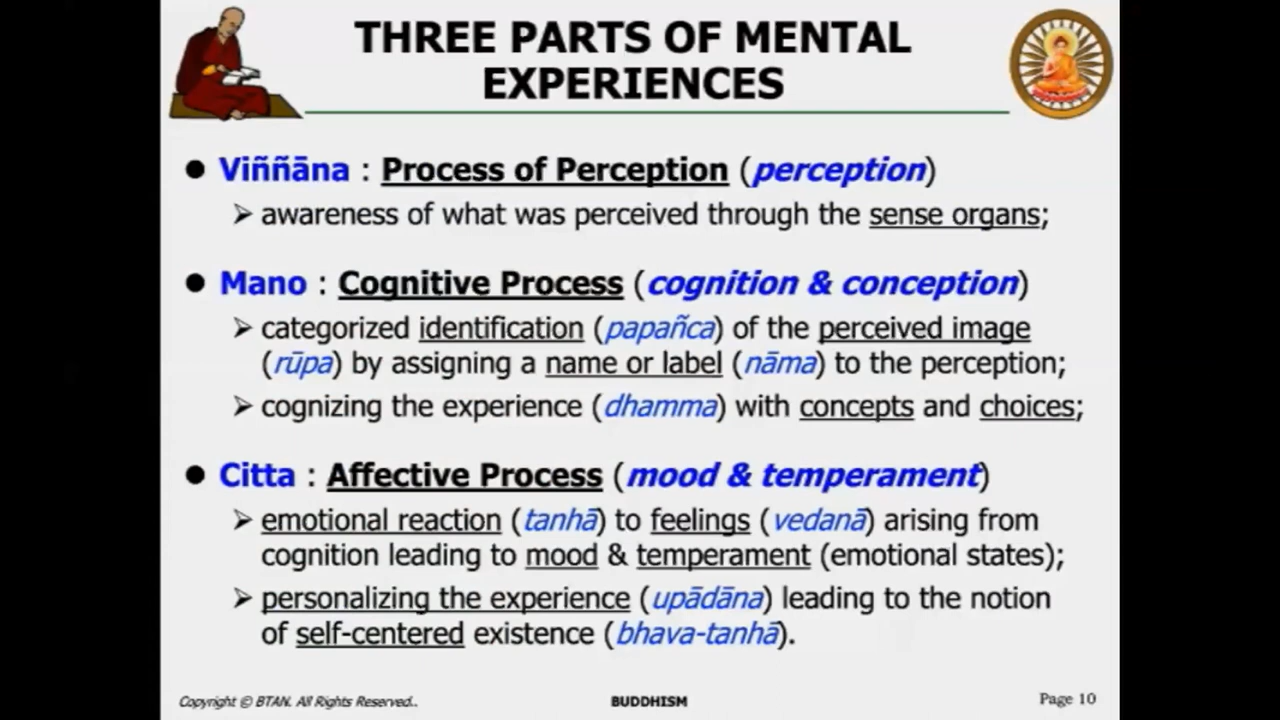 THREE PARTS OF MENTAL
EXPERIENCES
● Viññāna : Process of Perception (perception)
➢ awareness of what was perceived through the sense organs;
● Mano : Cognitive Process (cognition & conception)
➢ categorized identification (papañca) of the perceived image
(rūpa) by assigning a name or label (nāma) to the perception;
➢ cognizing the experience (dhamma) with concepts and choices;
● Citta : Affective Process (mood & temperament)
➢ emotional reaction (tanhā) to feelings (vedanā) arising from
cognition leading to mood & temperament (emotional states);
➢ personalizing the experience (upādāna) leading to the notion
of self-centered existence (bhava-tanhā).
Copyright © BTAN. All Rights Reserved..
BUDDHISM
Page 10